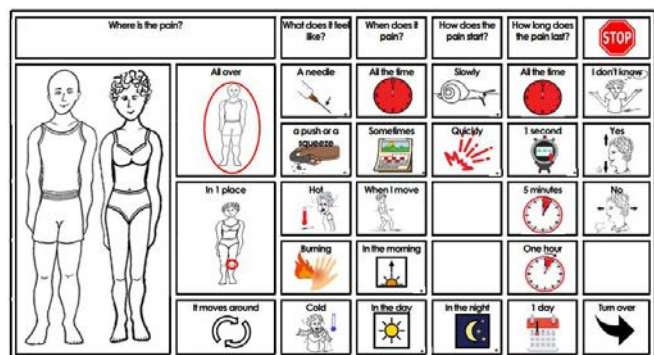 Where is the pain?
What does it feel
like?
When does it
pain?
How does the
pain start?
How long does
the pain last?
STOP
All over
A needle
All the time
Slowly
All the time
I don't know
a push or a
squeeze
Sometimes
Quickly
1 second
Yes
In 1 place
Hot
When I move
5 minutes
No
Burning
In the morning
One hour
It moves around
Cold
In the day
In the night
1 day
Turn over